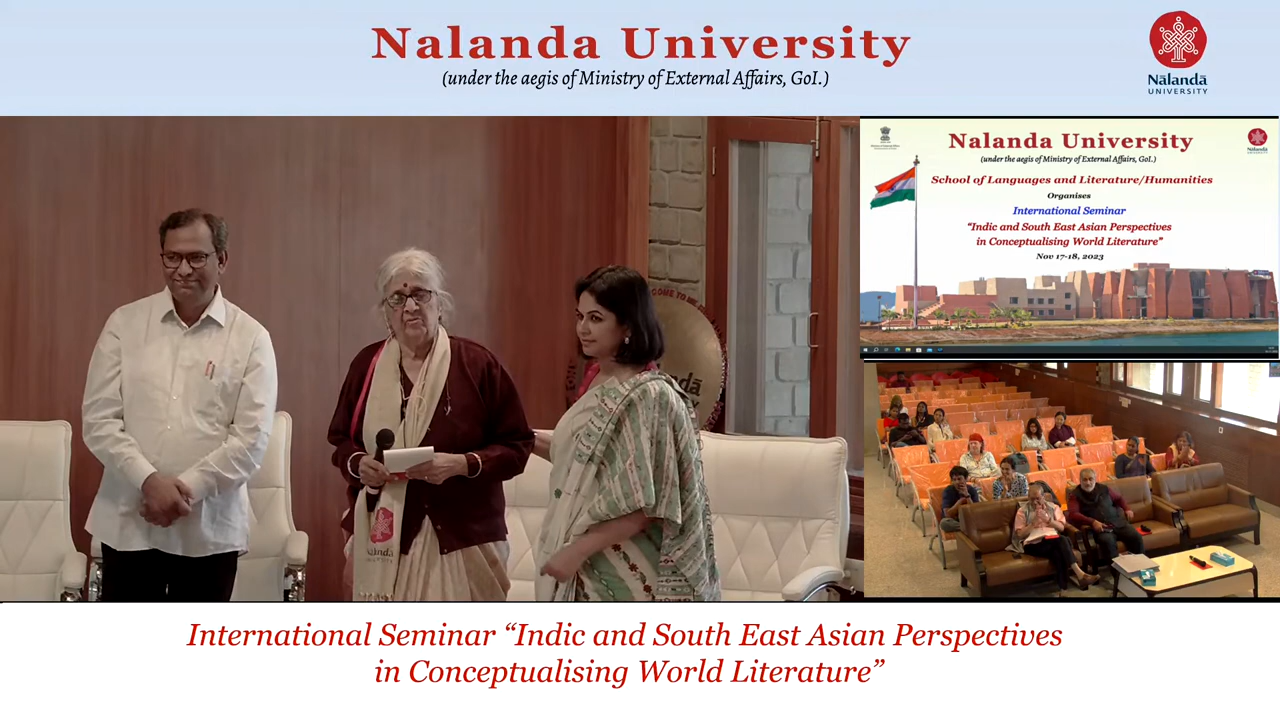 Nalanda University
(under the aegis of Ministry of External Affairs, GoI.)
Nālandā
UNIVERSITY
COME TO
Nalanda University
(under the aegis of Ministry of External Affairs, GoI.)
School of Languages and Literature/Humanities
Organises
International Seminar
“Indic and South East Asian Perspectives
in Conceptualising World Literature”
Nov 17-18, 2023
International Seminar “Indic and South East Asian Perspectives
in Conceptualising World Literature”